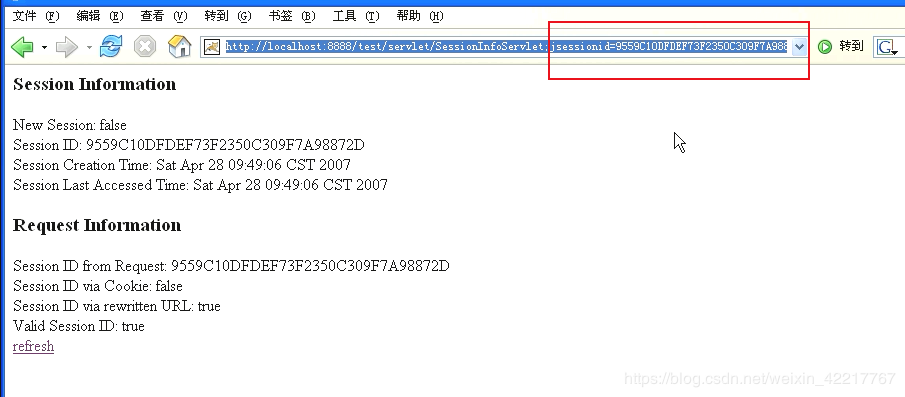 文件 (F) 编辑 (E) 查看 (V) 转到 (G) 书签 (B) 工具 (T) 帮助 (H)
http://localhost:8888/test/servlet/SessionInfoServlet;jsessionid=9559C10DFDEF73F2350C309F7A988 转到
Session Information
New Session: false
Session ID: 9559C10DFDEF73F2350C309F7A98872D
Session Creation Time: Sat Apr 28 09:49:06 CST 2007
Session Last Accessed Time: Sat Apr 28 09:49:06 CST 2007
Request Information
Session ID from Request: 9559C10DFDEF73F2350C309F7A98872D
Session ID via Cookie: false
Session ID via rewritten URL: true
Valid Session ID: true
refresh
https://blog.csdn.net/weixin_42217767